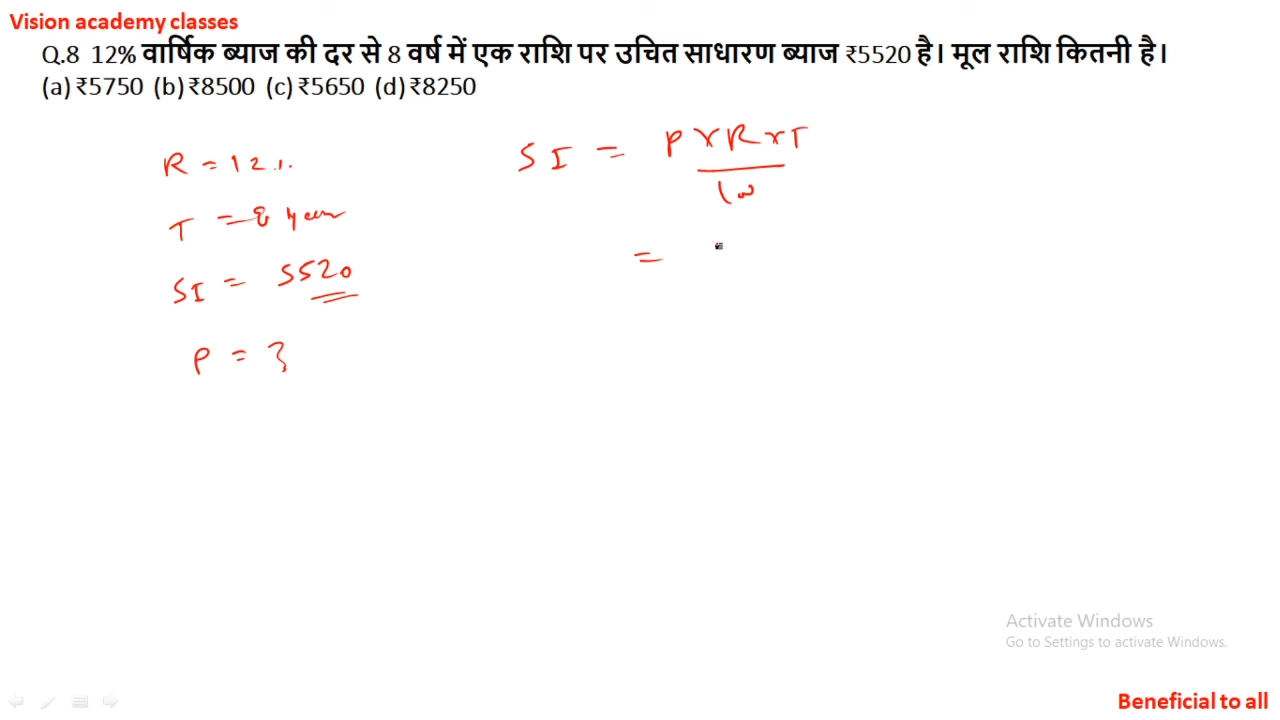 Vision academy classes
Q.8 12% वार्षिक ब्याज की दर से 8 वर्ष में एक राशि पर उचित साधारण ब्याज ₹5520 है। मूल राशि कितनी है।
(a) ₹5750 (b) ₹8500 (c) ₹5650 (d) ₹8250
R = 12%
SI = P×R×T
100
T = 8 year
=
SI = 5520
P = ?
Activate Windows
Go to Settings to activate Windows.
Beneficial to all